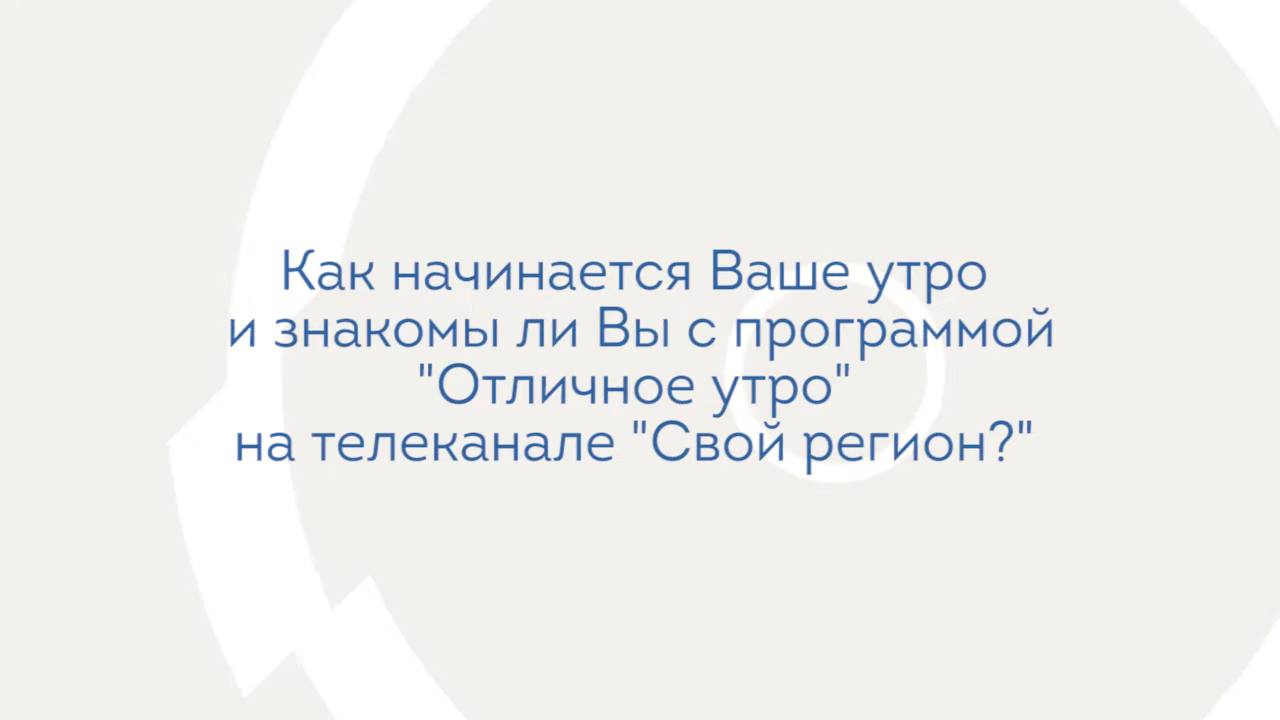 Как начинается Ваше утро
и знакомы ли Вы с программой
"Отличное утро"
на телеканале "Свой регион?"